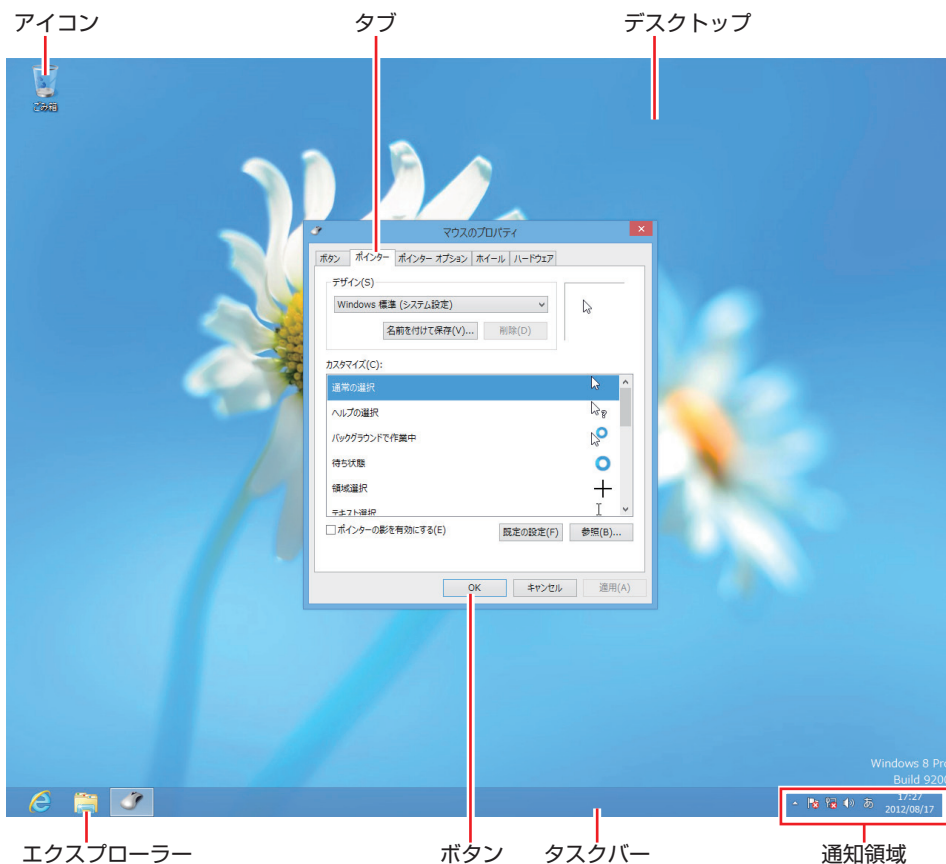 アイコン
タブ
デスクトップ
ごみ箱
マウスのプロパティ
ボタン
ポインター
ポインター オプション
ホイール
ハードウェア
デザイン(S)
Windows 標準 (システム設定)
名前を付けて保存(V)...
削除(D)
カスタマイズ(C):
通常の選択
ヘルプの選択
バックグラウンドで作業中
待ち状態
領域選択
テキスト選択
ポインターの影を有効にする(E)
既定の設定(F)
参照(B)...
OK
キャンセル
適用(A)
Windows 8 Pro
Build 9200
あ
17:27
2012/08/17
エクスプローラー
ボタン
タスクバー
通知領域